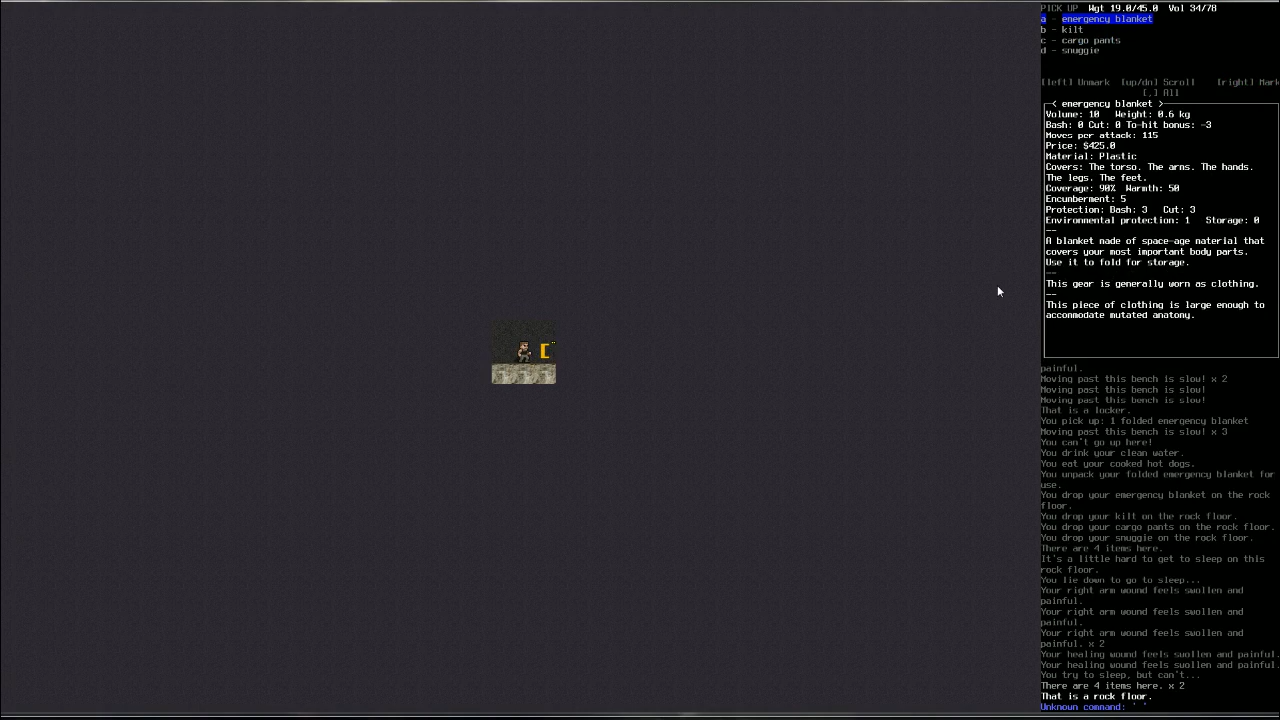 PICK UP  Wgt 19.0/45.0  Vol 34/78
a - emergency blanket
b - kilt
c - cargo pants
d - snuggie
[left] Unmark  [up/dn] Scroll    [right] Mark
[,] All
< emergency blanket >
Volume: 10   Weight: 0.6 kg
Bash: 0 Cut: 0 To-hit bonus: -3
Moves per attack: 115
Price: $425.0
Material: Plastic
Covers: The torso. The arms. The hands.
The legs. The feet.
Coverage: 90%  Warmth: 50
Encumberment: 5
Protection: Bash: 3   Cut: 3
Environmental protection: 1   Storage: 0
--
A blanket made of space-age material that
covers your most important body parts.
Use it to fold for storage.
--
This gear is generally worn as clothing.
--
This piece of clothing is large enough to
accommodate mutated anatomy.
painful.
Moving past this bench is slow! x 2
Moving past this bench is slow!
Moving past this bench is slow!
That is a locker.
You pick up: 1 folded emergency blanket
Moving past this bench is slow! x 3
You can't go up here!
You drink your clean water.
You eat your cooked hot dogs.
You unpack your folded emergency blanket for
use.
You drop your emergency blanket on the rock
floor.
You drop your kilt on the rock floor.
You drop your cargo pants on the rock floor.
You drop your snuggie on the rock floor.
There are 4 items here.
It's a little hard to get to sleep on this
rock floor.
You lie down to go to sleep...
Your right arm wound feels swollen and
painful.
Your right arm wound feels swollen and
painful.
Your right arm wound feels swollen and
painful. x 2
Your healing wound feels swollen and painful.
Your healing wound feels swollen and painful.
You try to sleep, but can't...
There are 4 items here. x 2
That is a rock floor.
Unknown command: ' '